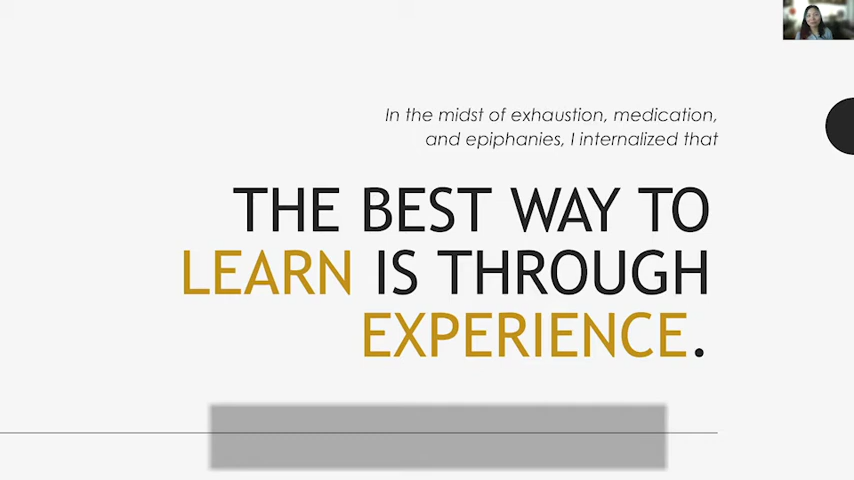 In the midst of exhaustion, medication,
and epiphanies, I internalized that
THE BEST WAY TO
LEARN IS THROUGH
EXPERIENCE.